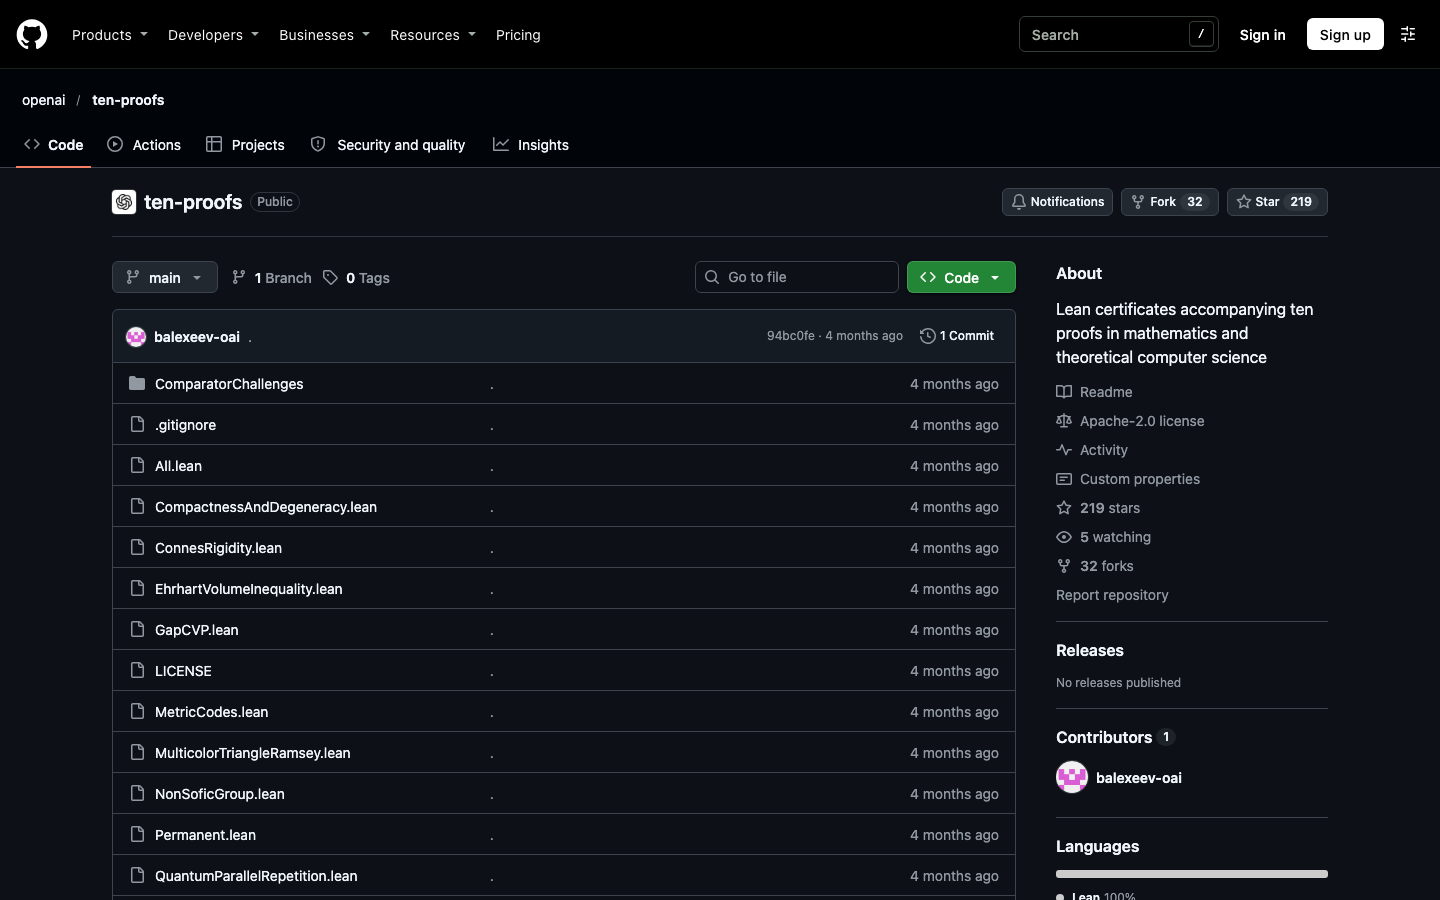 Products Developers Businesses Resources Pricing Search / Sign in Sign up
openai / ten-proofs
Code Actions Projects Security and quality Insights
ten-proofs Public Notifications Fork 32 Star 219
main 1 Branch 0 Tags Go to file Code
balexeev-oai . 94bc0fe · 4 months ago 1 Commit
ComparatorChallenges . 4 months ago
.gitignore . 4 months ago
All.lean . 4 months ago
CompactnessAndDegeneracy.lean . 4 months ago
ConnesRigidity.lean . 4 months ago
EhrhartVolumeInequality.lean . 4 months ago
GapCVP.lean . 4 months ago
LICENSE . 4 months ago
MetricCodes.lean . 4 months ago
MulticolorTriangleRamsey.lean . 4 months ago
NonSoficGroup.lean . 4 months ago
Permanent.lean . 4 months ago
QuantumParallelRepetition.lean . 4 months ago
About
Lean certificates accompanying ten
proofs in mathematics and
theoretical computer science
Readme
Apache-2.0 license
Activity
Custom properties
219 stars
5 watching
32 forks
Report repository
Releases
No releases published
Contributors 1
balexeev-oai
Languages
Lean 100%